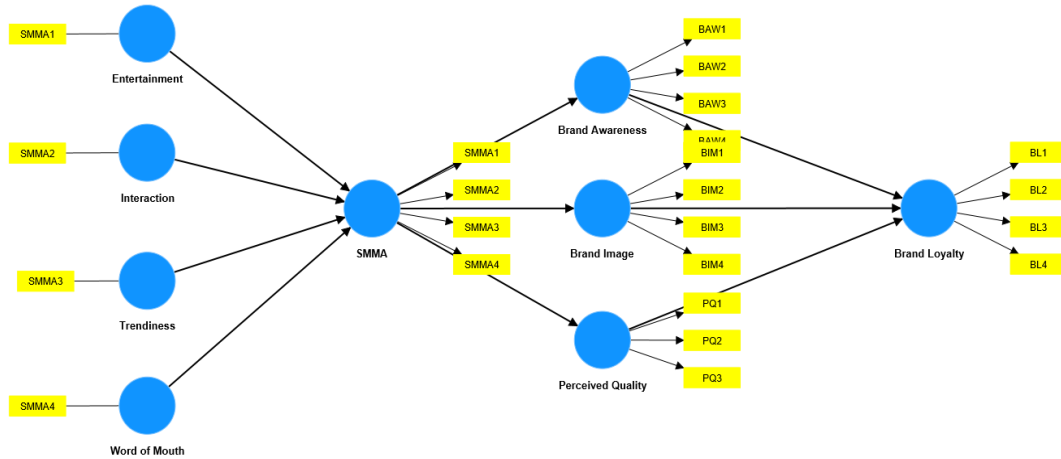 SMMA1
Entertainment
SMMA2
Interaction
SMMA3
Trendiness
SMMA4
Word of Mouth
SMMA
SMMA1
SMMA2
SMMA3
SMMA4
Brand Awareness
BAW1
BAW2
BAW3
BAW4
Brand Image
BIM1
BIM2
BIM3
BIM4
Perceived Quality
PQ1
PQ2
PQ3
Brand Loyalty
BL1
BL2
BL3
BL4